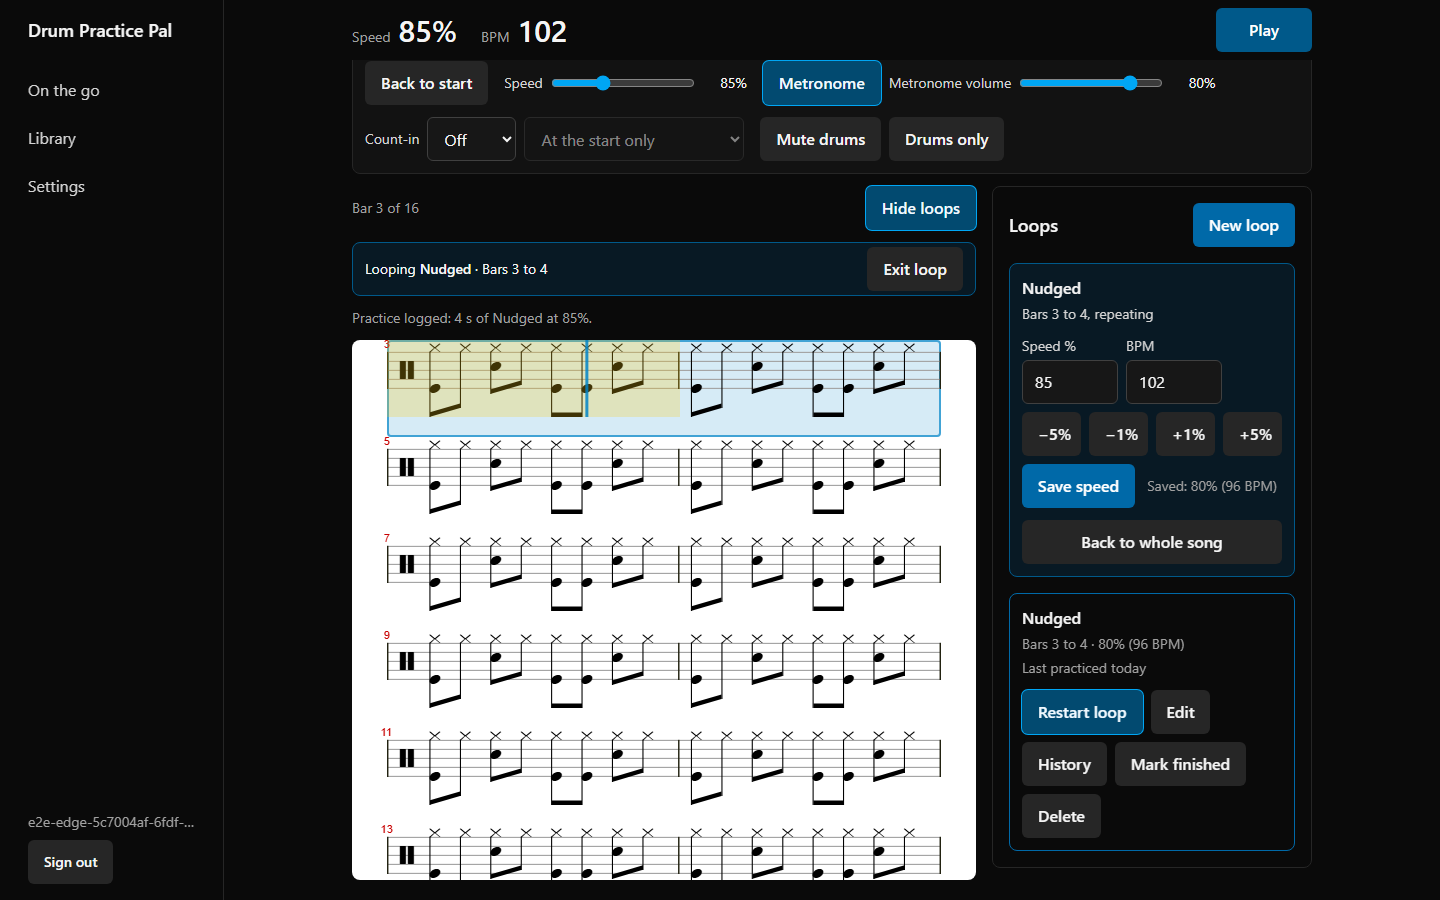 Drum Practice Pal
On the go
Library
Settings
e2e-edge-5c7004af-6fdf-...
Sign out
Speed 85% BPM 102
Play
Back to start
Speed
85%
Metronome
Metronome volume
80%
Count-in
Off
At the start only
Mute drums
Drums only
Bar 3 of 16
Hide loops
Looping Nudged · Bars 3 to 4
Exit loop
Practice logged: 4 s of Nudged at 85%.
3
5
7
9
11
13
Loops
New loop
Nudged
Bars 3 to 4, repeating
Speed % BPM
85 102
−5% −1% +1% +5%
Save speed
Saved: 80% (96 BPM)
Back to whole song
Nudged
Bars 3 to 4 · 80% (96 BPM)
Last practiced today
Restart loop
Edit
History
Mark finished
Delete